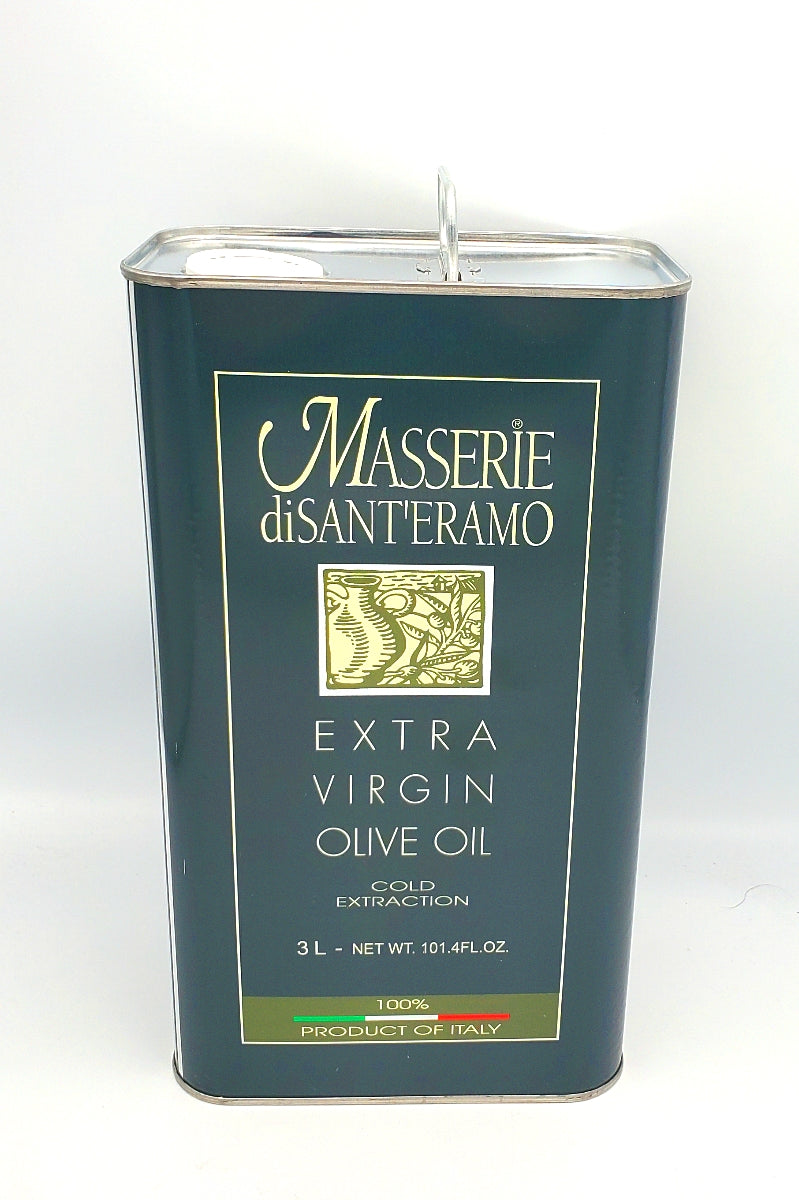 MASSERIE®
diSANT'ERAMO
EXTRA
VIRGIN
OLIVE OIL
COLD
EXTRACTION
3 L - NET WT. 101.4FL.OZ.
100%
PRODUCT OF ITALY